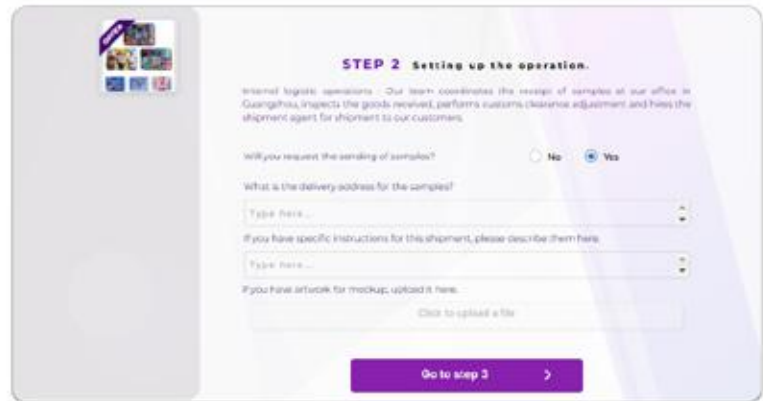 STEP 2 Setting up the operation.
Internal logistic operations - Our team coordinates the receipt of samples at our office in
Guangzhou, inspects the goods received, performs customs clearance adjustment and hires the
shipment agent for shipment to our customers.
Will you request the sending of samples? No Yes
What is the delivery address for the samples?
Type here...
If you have specific instructions for this shipment, please describe them here.
Type here...
If you have artwork for mockup, upload it here.
Click to upload a file
Go to step 3